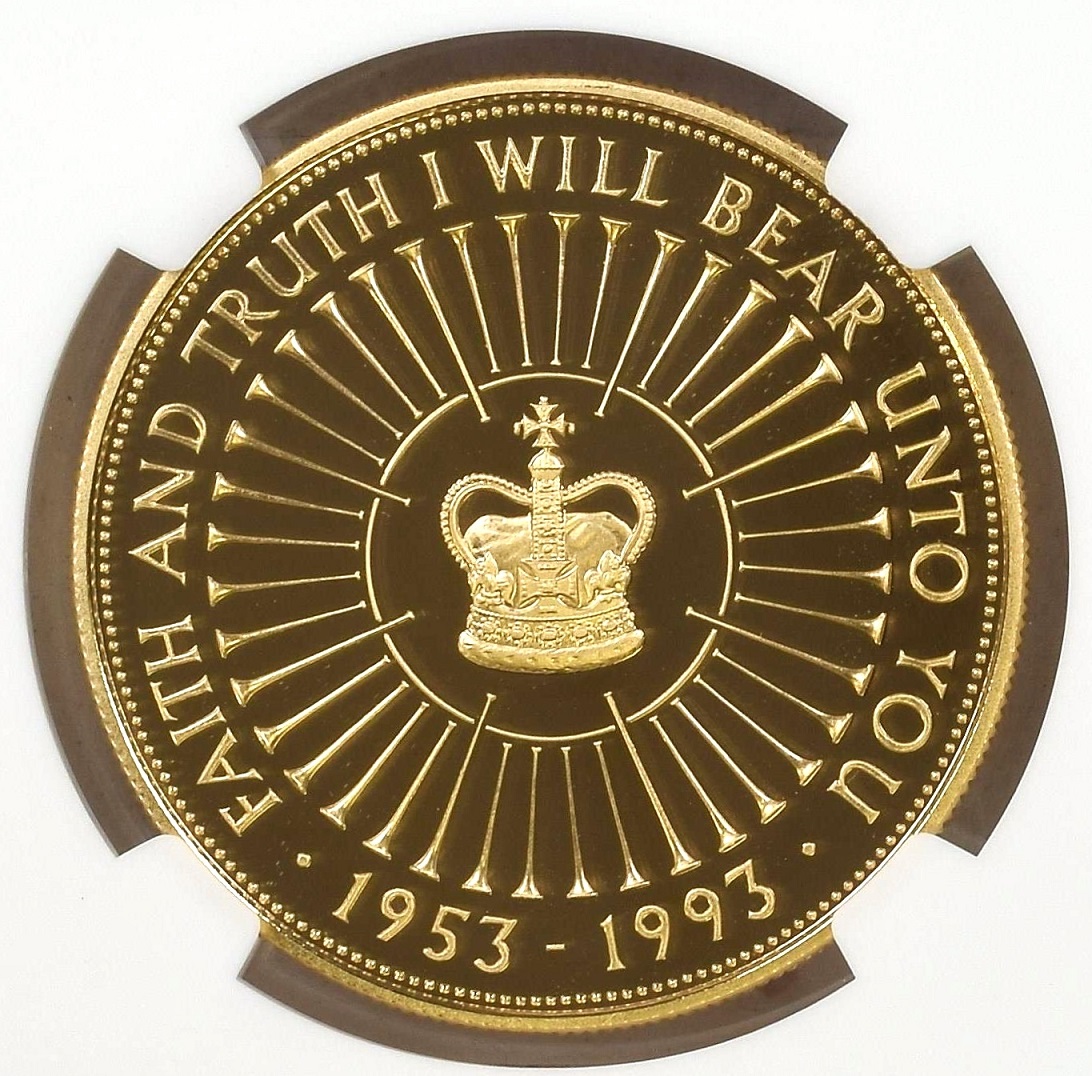 FAITH AND TRUTH I WILL BEAR UNTO YOU
· 1953 - 1993 ·